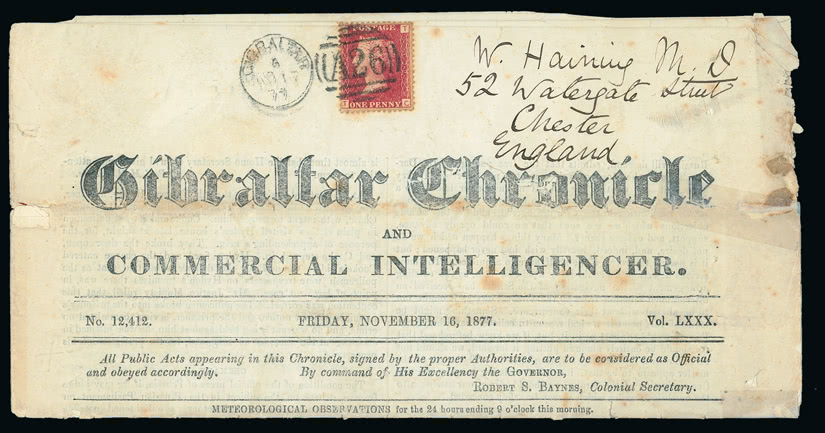 GIBRALTAR
77
POSTAGE
A26
ONE PENNY
W. Haining M.D
52 Watergate Street
Chester
England
Gibraltar Chronicle
AND
COMMERCIAL INTELLIGENCER.
No. 12,412. FRIDAY, NOVEMBER 16, 1877. Vol. LXXX.
All Public Acts appearing in this Chronicle, signed by the proper Authorities, are to be considered as Official
and obeyed accordingly. By command of His Excellency the GOVERNOR,
ROBERT S. BAYNES, Colonial Secretary.
METEOROLOGICAL OBSERVATIONS for the 24 hours ending 9 o'clock this morning.